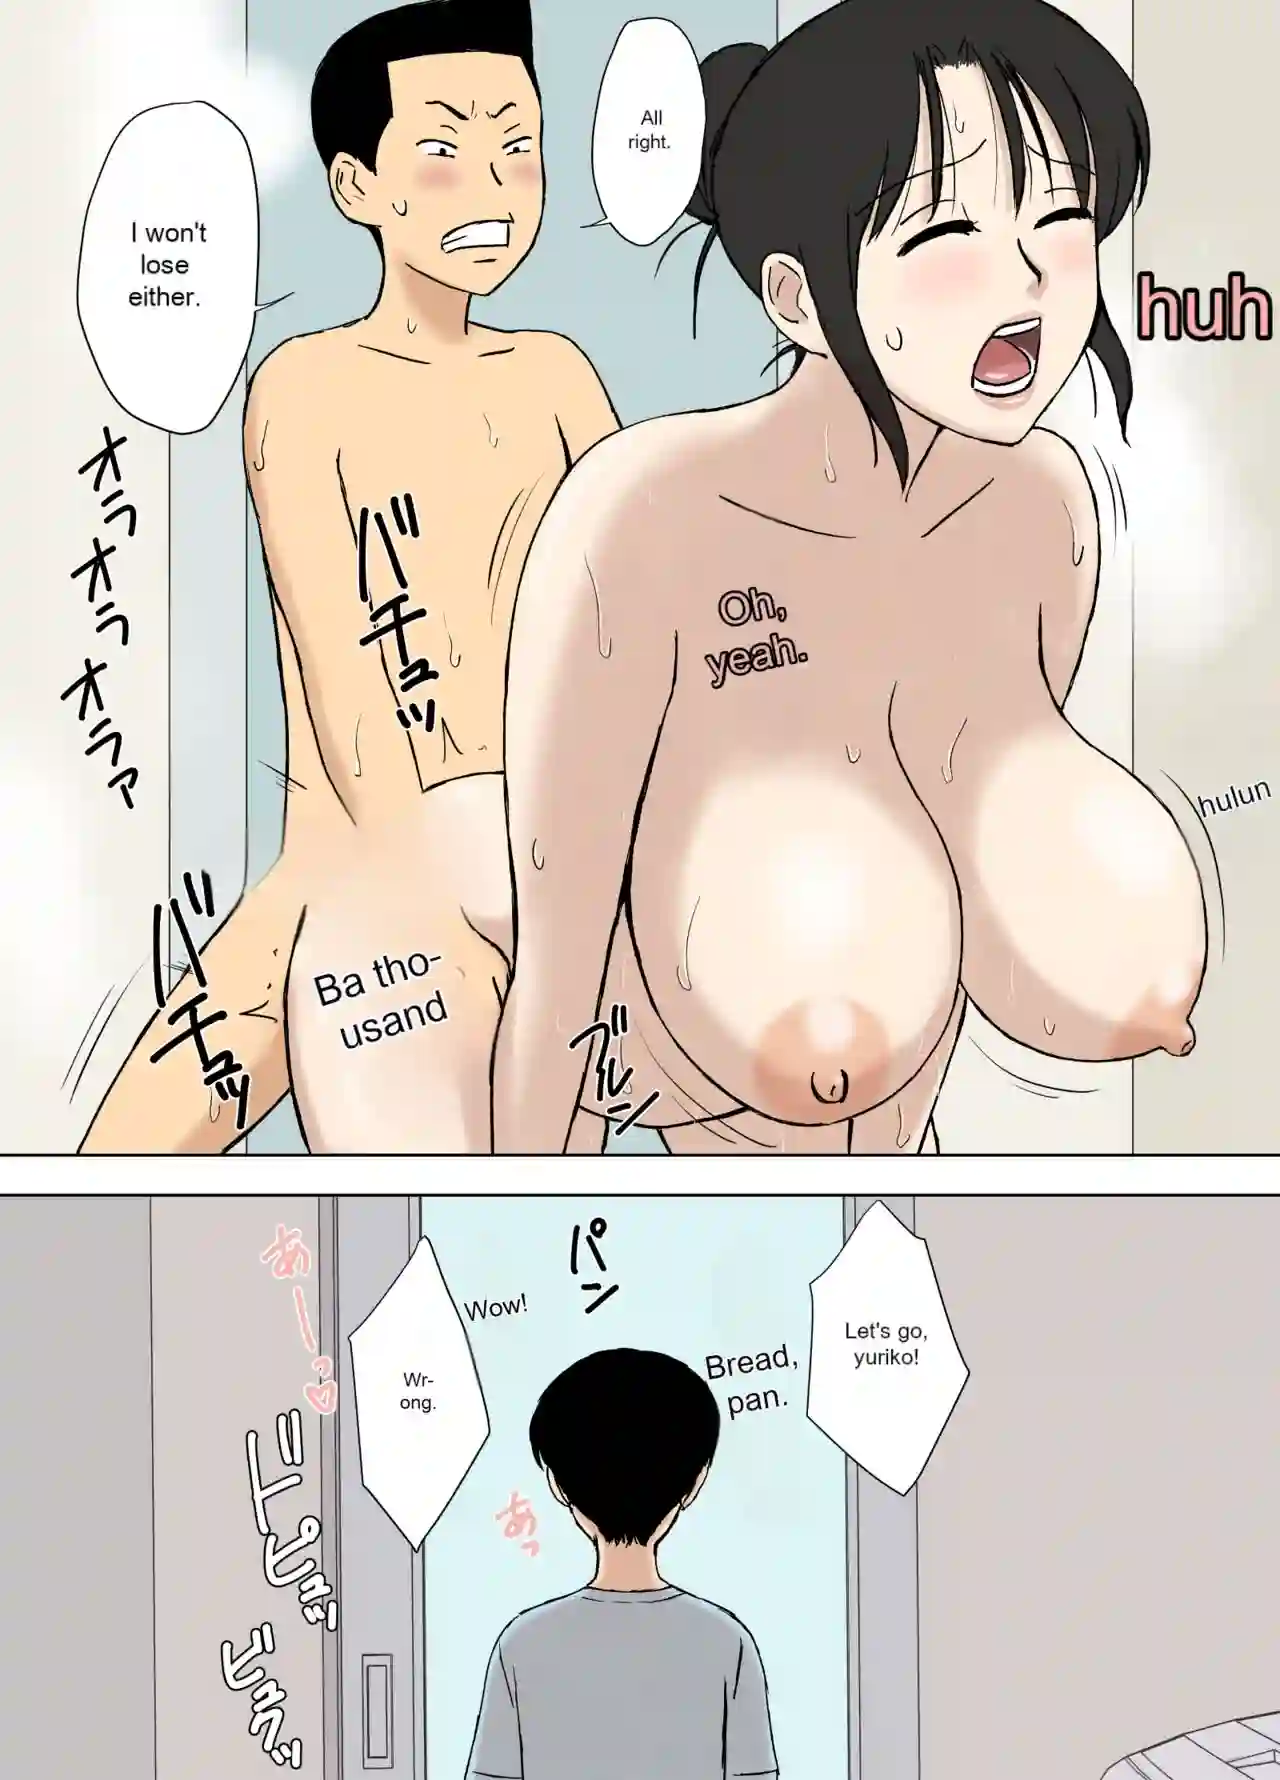 All
right.
I won't
lose
either.
huh
オラ
オラ
オラァ
バチュッ
Oh,
yeah.
hulun
バチュッ
Ba tho-
usand
ブルン
パン
あーっ♡
Wow!
Let's go,
yuriko!
Bread,
pan.
Wr-
ong.
あっ
ドピュッ
ビュクッ